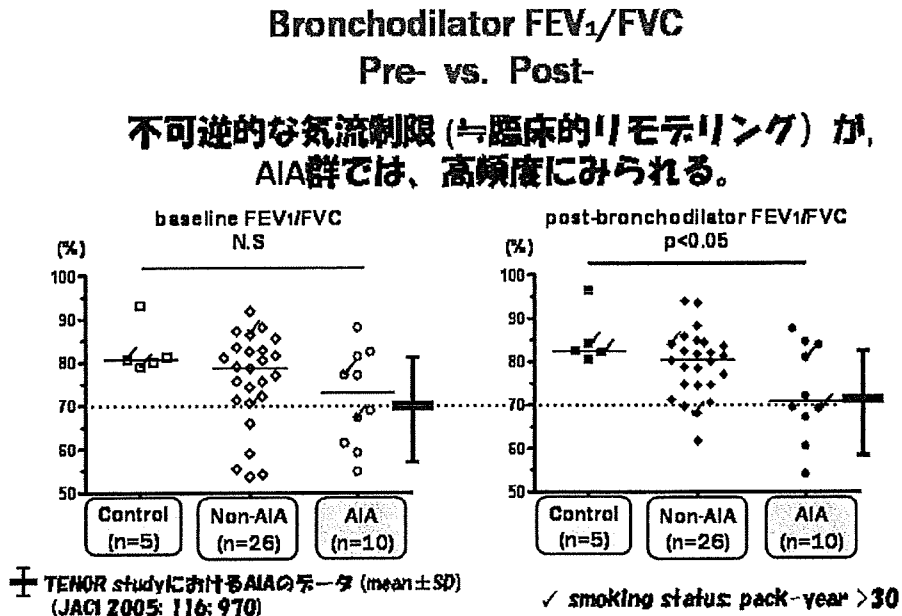 Bronchodilator FEV₁/FVC
Pre- vs. Post-
不可逆的な気流制限 (≒臨床的リモデリング) が,
AIA群では、高頻度にみられる。
baseline FEV₁/FVC
N.S
(%)
100
90
80
70
60
50
Control
(n=5)
Non-AIA
(n=26)
AIA
(n=10)
post-bronchodilator FEV₁/FVC
p<0.05
(%)
100
90
80
70
60
50
Control
(n=5)
Non-AIA
(n=26)
AIA
(n=10)
TENOR studyにおけるAIAのデータ (mean±SD)
(JACI 2005; 116: 970)
✓ smoking status: pack-year >30